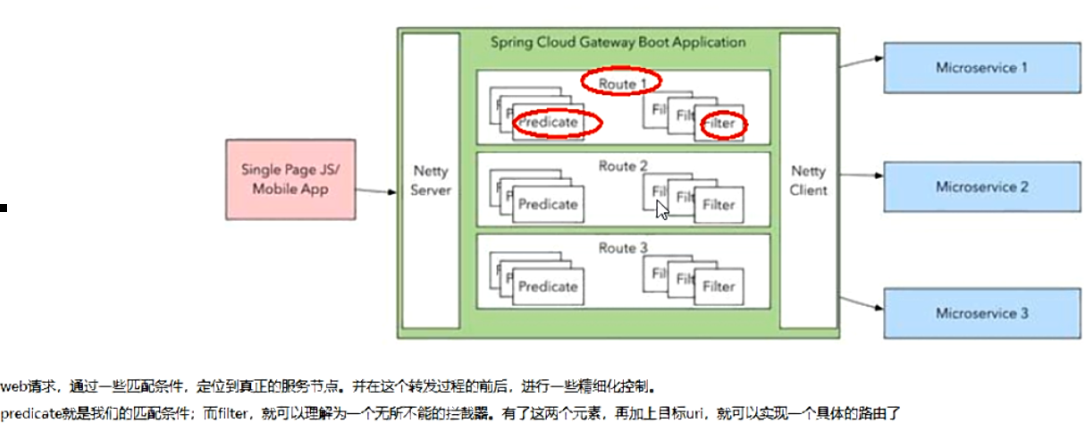 Spring Cloud Gateway Boot Application
Route 1
Predicate
Fil
Filt
Filter
Single Page JS/
Mobile App
Netty
Server
Route 2
Predicate
Fil
Filt
Filter
Netty
Client
Route 3
Predicate
Fil
Filt
Filter
Microservice 1
Microservice 2
Microservice 3
web请求，通过一些匹配条件，定位到真正的服务节点。并在这个转发过程的前后，进行一些精细化控制。
predicate就是我们的匹配条件；而filter，就可以理解为一个无所不能的拦截器。有了这两个元素，再加上目标uri，就可以实现一个具体的路由了